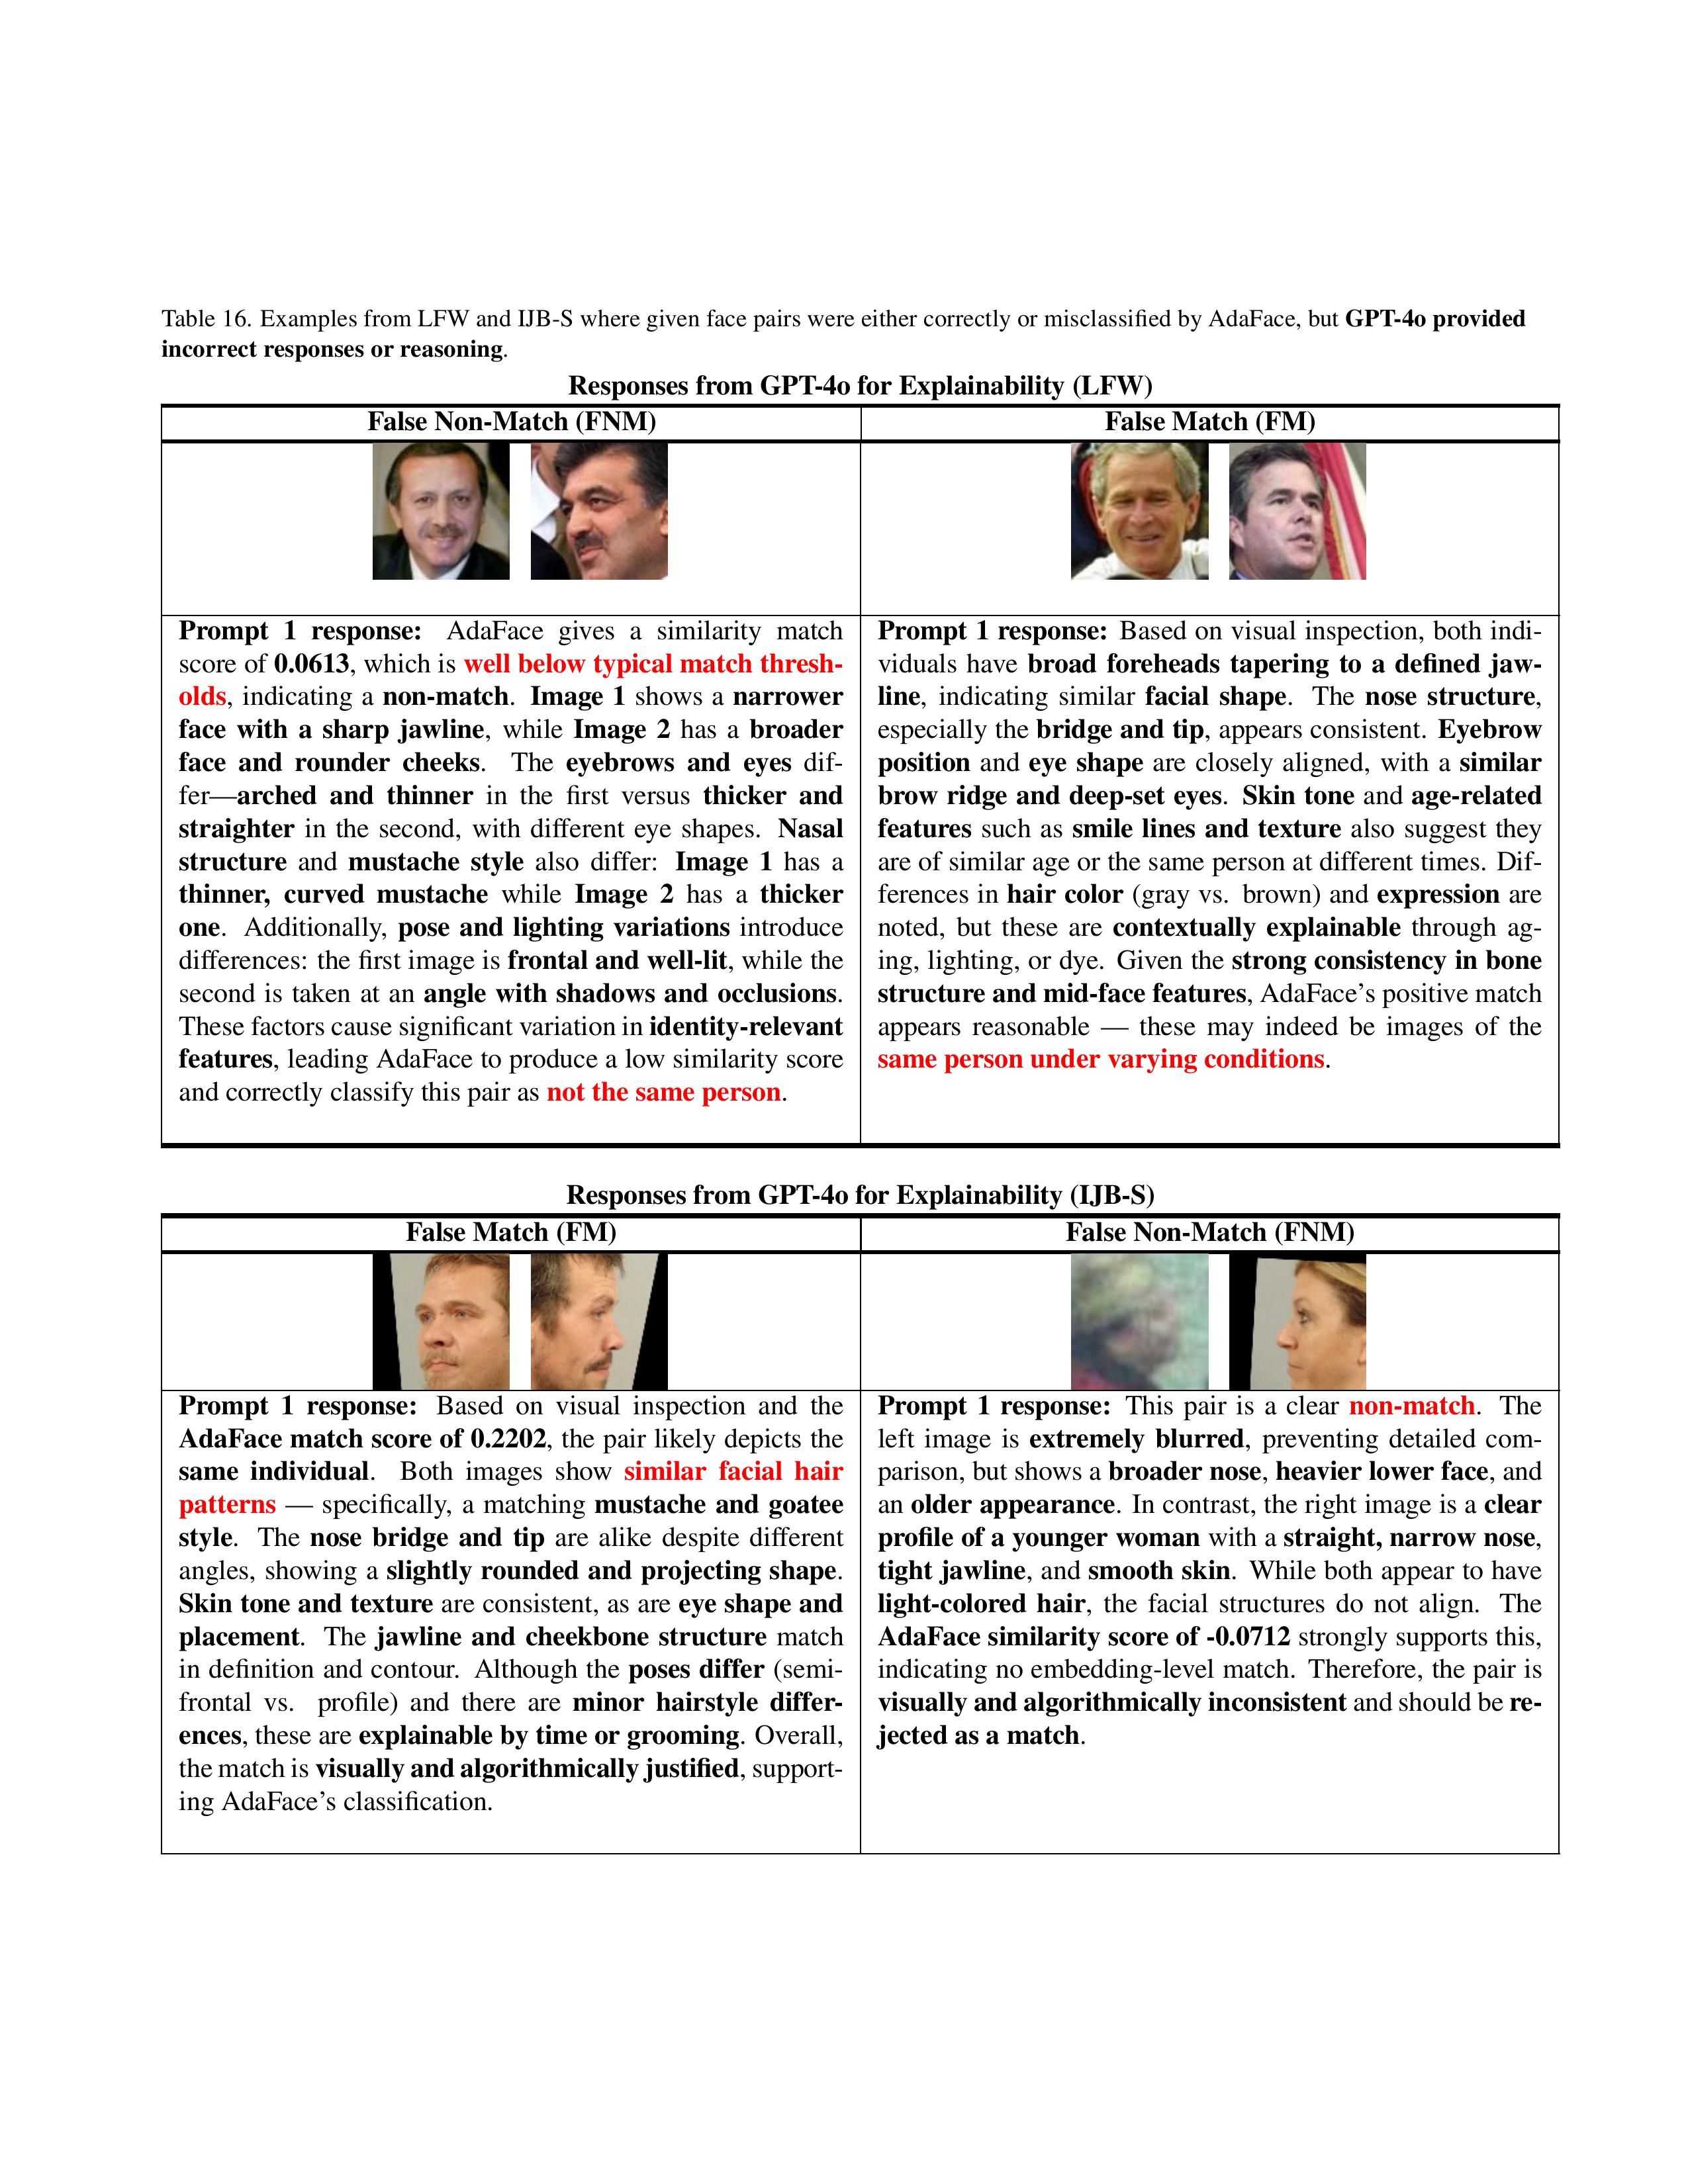 Table 16. Examples from LFW and IJB-S where given face pairs were either correctly or misclassified by AdaFace, but GPT-4o provided
incorrect responses or reasoning.
Responses from GPT-4o for Explainability (LFW)
False Non-Match (FNM)
False Match (FM)
Prompt 1 response: AdaFace gives a similarity match
score of 0.0613, which is well below typical match thresh-
olds, indicating a non-match. Image 1 shows a narrower
face with a sharp jawline, while Image 2 has a broader
face and rounder cheeks. The eyebrows and eyes dif-
fer—arched and thinner in the first versus thicker and
straighter in the second, with different eye shapes. Nasal
structure and mustache style also differ: Image 1 has a
thinner, curved mustache while Image 2 has a thicker
one. Additionally, pose and lighting variations introduce
differences: the first image is frontal and well-lit, while the
second is taken at an angle with shadows and occlusions.
These factors cause significant variation in identity-relevant
features, leading AdaFace to produce a low similarity score
and correctly classify this pair as not the same person.
Prompt 1 response: Based on visual inspection, both indi-
viduals have broad foreheads tapering to a defined jaw-
line, indicating similar facial shape. The nose structure,
especially the bridge and tip, appears consistent. Eyebrow
position and eye shape are closely aligned, with a similar
brow ridge and deep-set eyes. Skin tone and age-related
features such as smile lines and texture also suggest they
are of similar age or the same person at different times. Dif-
ferences in hair color (gray vs. brown) and expression are
noted, but these are contextually explainable through ag-
ing, lighting, or dye. Given the strong consistency in bone
structure and mid-face features, AdaFace's positive match
appears reasonable — these may indeed be images of the
same person under varying conditions.
Responses from GPT-4o for Explainability (IJB-S)
False Match (FM)
False Non-Match (FNM)
Prompt 1 response: Based on visual inspection and the
AdaFace match score of 0.2202, the pair likely depicts the
same individual. Both images show similar facial hair
patterns — specifically, a matching mustache and goatee
style. The nose bridge and tip are alike despite different
angles, showing a slightly rounded and projecting shape.
Skin tone and texture are consistent, as are eye shape and
placement. The jawline and cheekbone structure match
in definition and contour. Although the poses differ (semi-
frontal vs. profile) and there are minor hairstyle differ-
ences, these are explainable by time or grooming. Overall,
the match is visually and algorithmically justified, support-
ing AdaFace's classification.
Prompt 1 response: This pair is a clear non-match. The
left image is extremely blurred, preventing detailed com-
parison, but shows a broader nose, heavier lower face, and
an older appearance. In contrast, the right image is a clear
profile of a younger woman with a straight, narrow nose,
tight jawline, and smooth skin. While both appear to have
light-colored hair, the facial structures do not align. The
AdaFace similarity score of -0.0712 strongly supports this,
indicating no embedding-level match. Therefore, the pair is
visually and algorithmically inconsistent and should be re-
jected as a match.